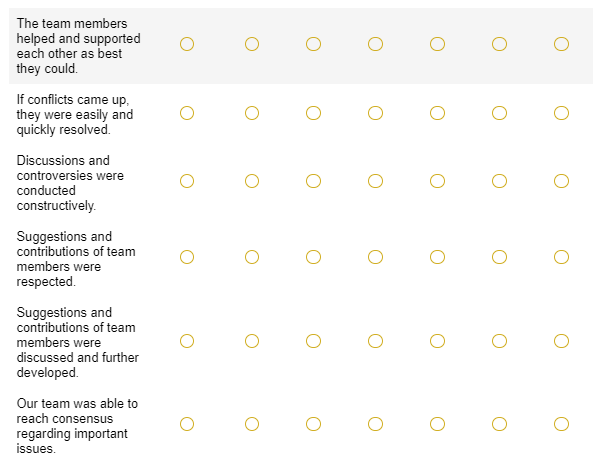 The team members
helped and supported
each other as best
they could.
If conflicts came up,
they were easily and
quickly resolved.
Discussions and
controversies were
conducted
constructively.
Suggestions and
contributions of team
members were
respected.
Suggestions and
contributions of team
members were
discussed and further
developed.
Our team was able to
reach consensus
regarding important
issues.